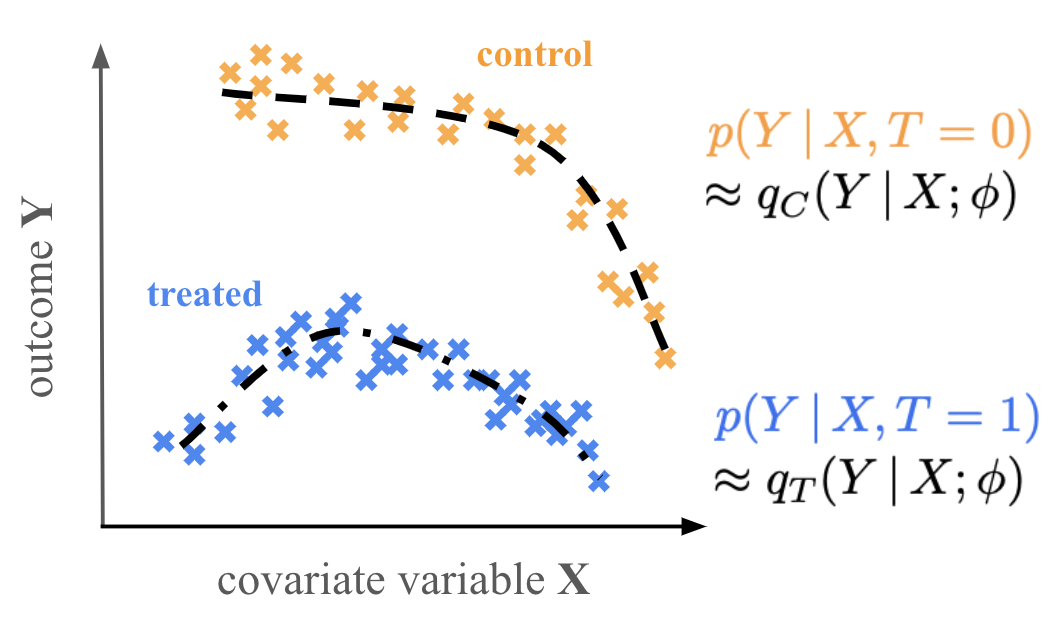 control
p(Y | X, T = 0)
≈ q_C(Y | X; ϕ)
outcome Y
treated
p(Y | X, T = 1)
≈ q_T(Y | X; ϕ)
covariate variable X